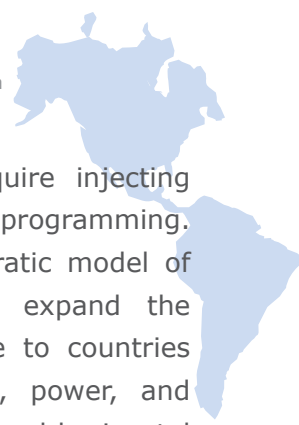 quire injecting
programming.
ratic model of
expand the
e to countries
, power, and